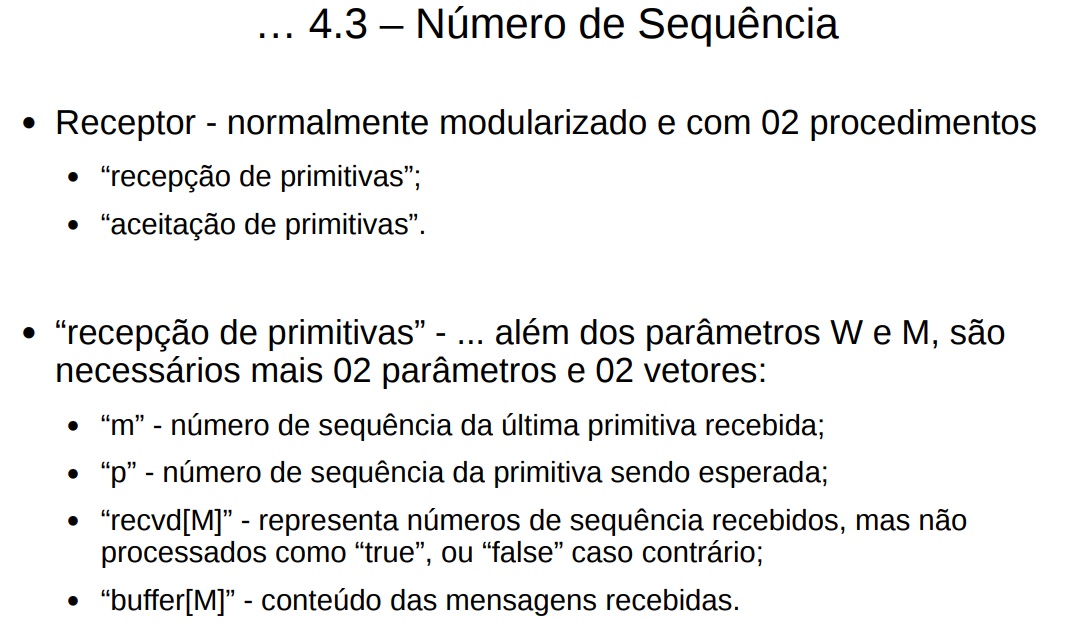 … 4.3 – Número de Sequência
• Receptor - normalmente modularizado e com 02 procedimentos
• “recepção de primitivas”;
• “aceitação de primitivas”.
• “recepção de primitivas” - ... além dos parâmetros W e M, são
necessários mais 02 parâmetros e 02 vetores:
• “m” - número de sequência da última primitiva recebida;
• “p” - número de sequência da primitiva sendo esperada;
• “recvd[M]” - representa números de sequência recebidos, mas não
processados como “true”, ou “false” caso contrário;
• “buffer[M]” - conteúdo das mensagens recebidas.